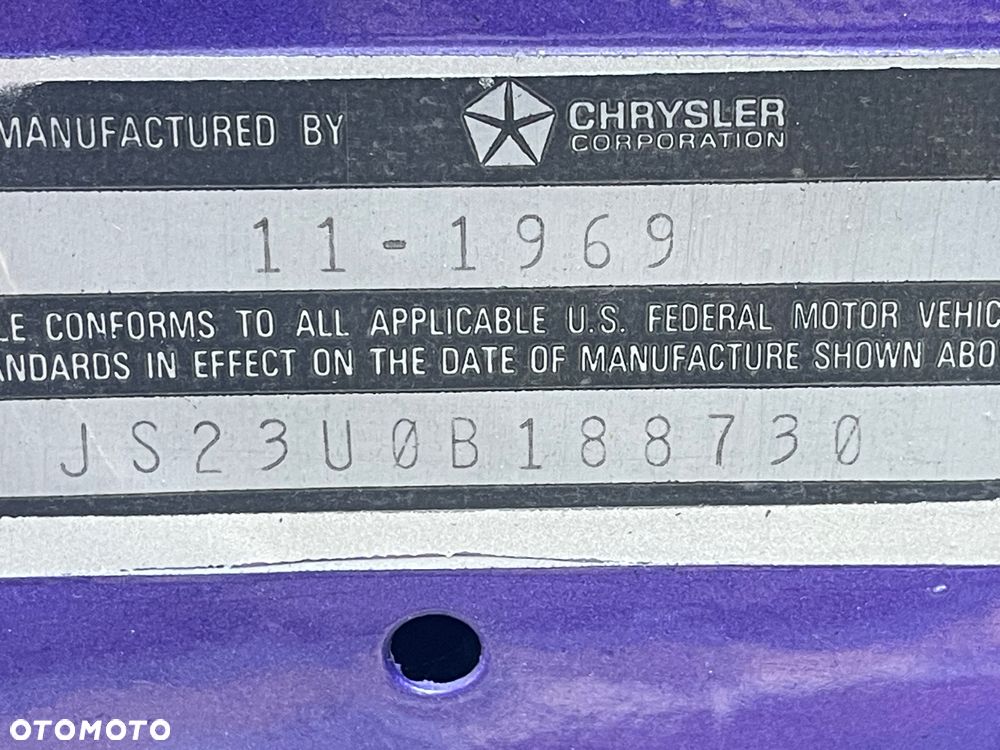 MANUFACTURED BY CHRYSLER
CORPORATION
11-1969
LE CONFORMS TO ALL APPLICABLE U.S. FEDERAL MOTOR VEHIC
ANDARDS IN EFFECT ON THE DATE OF MANUFACTURE SHOWN ABO
JS23U0B188730
OTOMOTO